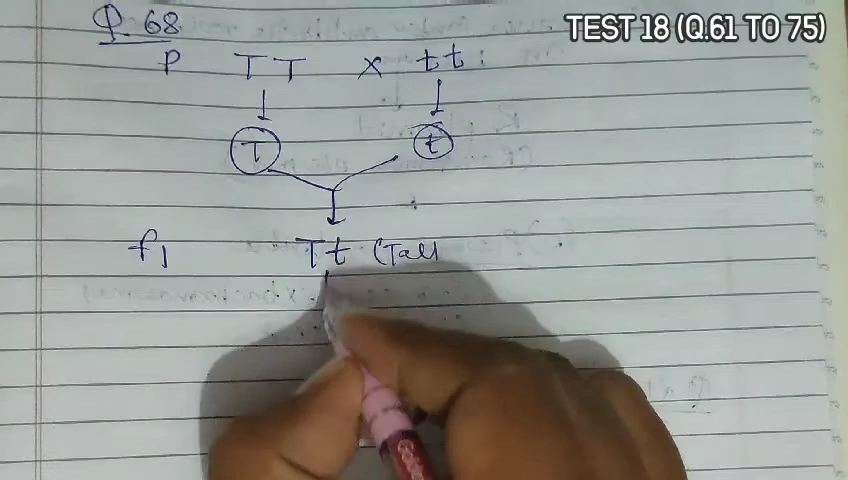 TEST 18 (Q.61 TO 75)
Q. 68
P TT X tt
T t
f1 Tt (Tall